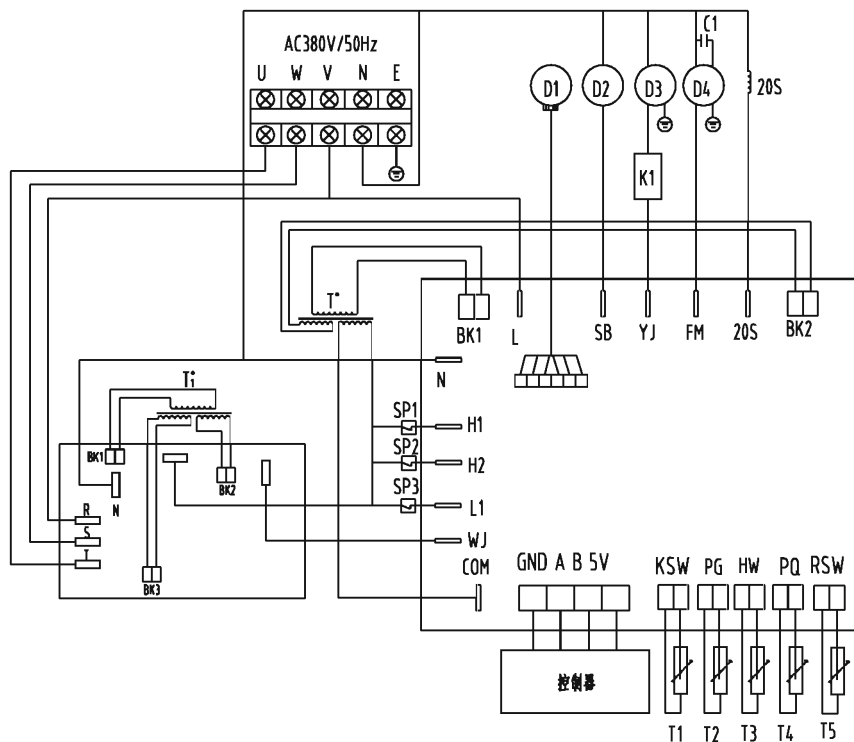 C1
AC380V/50Hz
U W V N E
D1 D2 D3 D4 20S
K1
T*
BK1 L SB YJ FM 20S BK2
N
Ti
SP1 H1
BK1 SP2 H2
N BK2 SP3 L1
R
S WJ
T COM
BK3
GND A B 5V KSW PG HW PQ RSW
控制器
T1 T2 T3 T4 T5